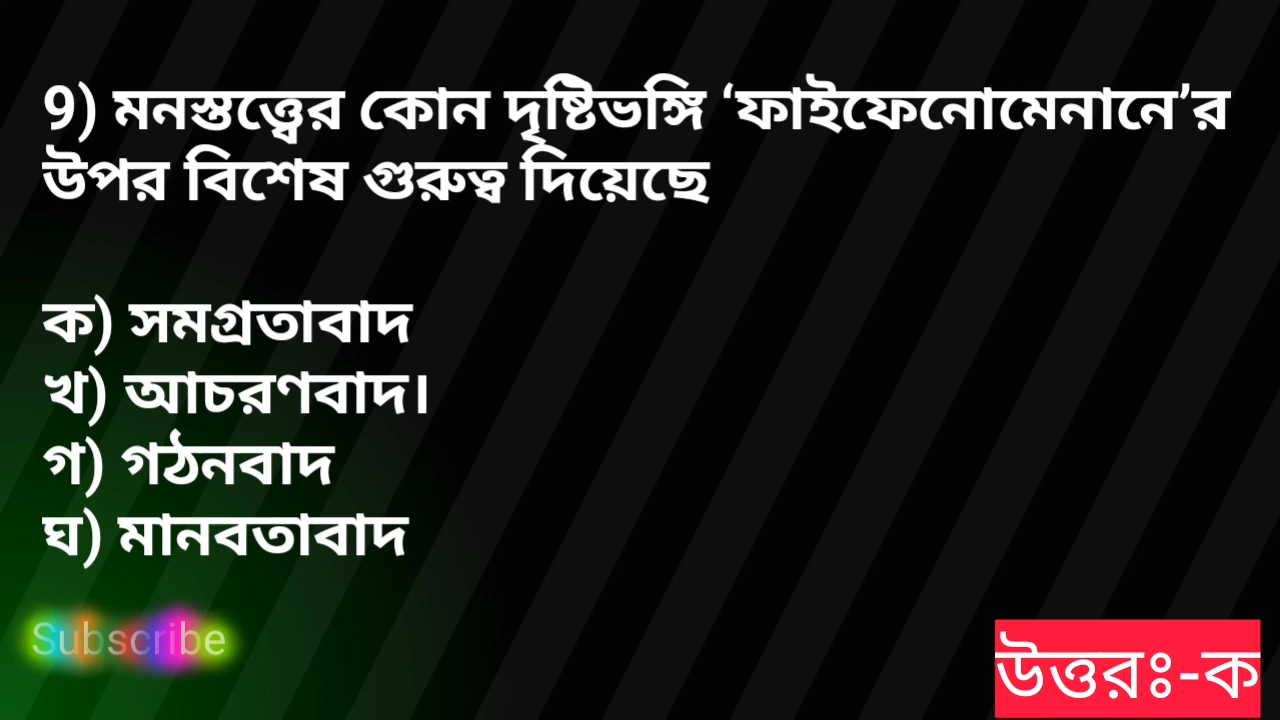 9) মনস্তত্ত্বের কোন দৃষ্টিভঙ্গি ‘ফাইফেনোমেনানে’র
উপর বিশেষ গুরুত্ব দিয়েছে
ক) সমগ্রতাবাদ
খ) আচরণবাদ।
গ) গঠনবাদ
ঘ) মানবতাবাদ
Subscribe
উত্তরঃ-ক